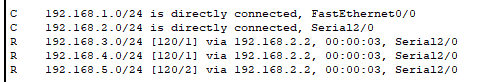 C    192.168.1.0/24 is directly connected, FastEthernet0/0
C    192.168.2.0/24 is directly connected, Serial2/0
R    192.168.3.0/24 [120/1] via 192.168.2.2, 00:00:03, Serial2/0
R    192.168.4.0/24 [120/1] via 192.168.2.2, 00:00:03, Serial2/0
R    192.168.5.0/24 [120/2] via 192.168.2.2, 00:00:03, Serial2/0